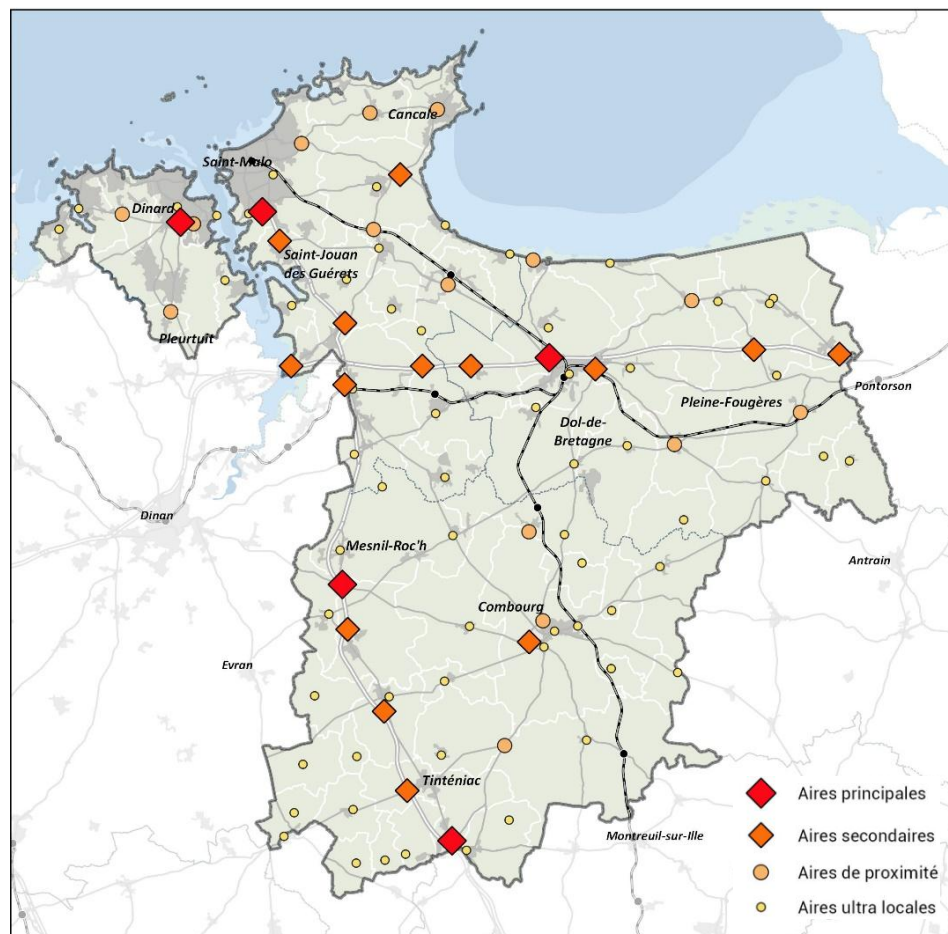 Cancale
Saint-Malo
Dinard
Saint-Jouan
des Guérets
Pleurtuit
Pontorson
Pleine-Fougères
Dol-de-
Bretagne
Dinan
Mesnil-Roc'h
Antrain
Combourg
Evran
Tinténiac
Montreuil-sur-Ille
Aires principales
Aires secondaires
Aires de proximité
Aires ultra locales